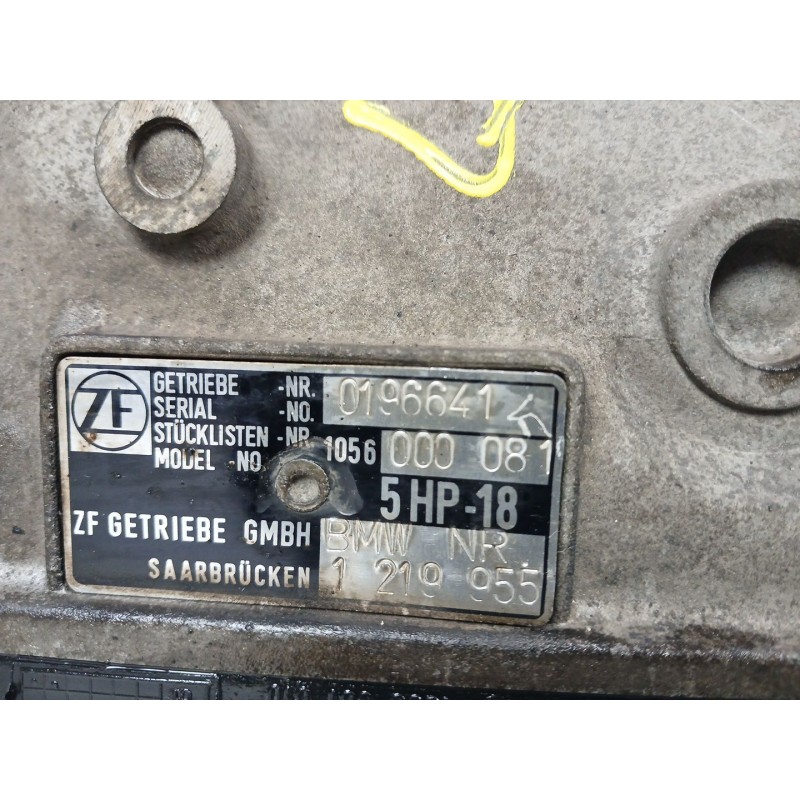 ZF
GETRIEBE -NR. 0196641
SERIAL -NO.
STÜCKLISTEN -NR. 1056 000 081
MODEL -NO
5 HP-18
ZF GETRIEBE GMBH BMW NR.
SAARBRÜCKEN 1 219 955